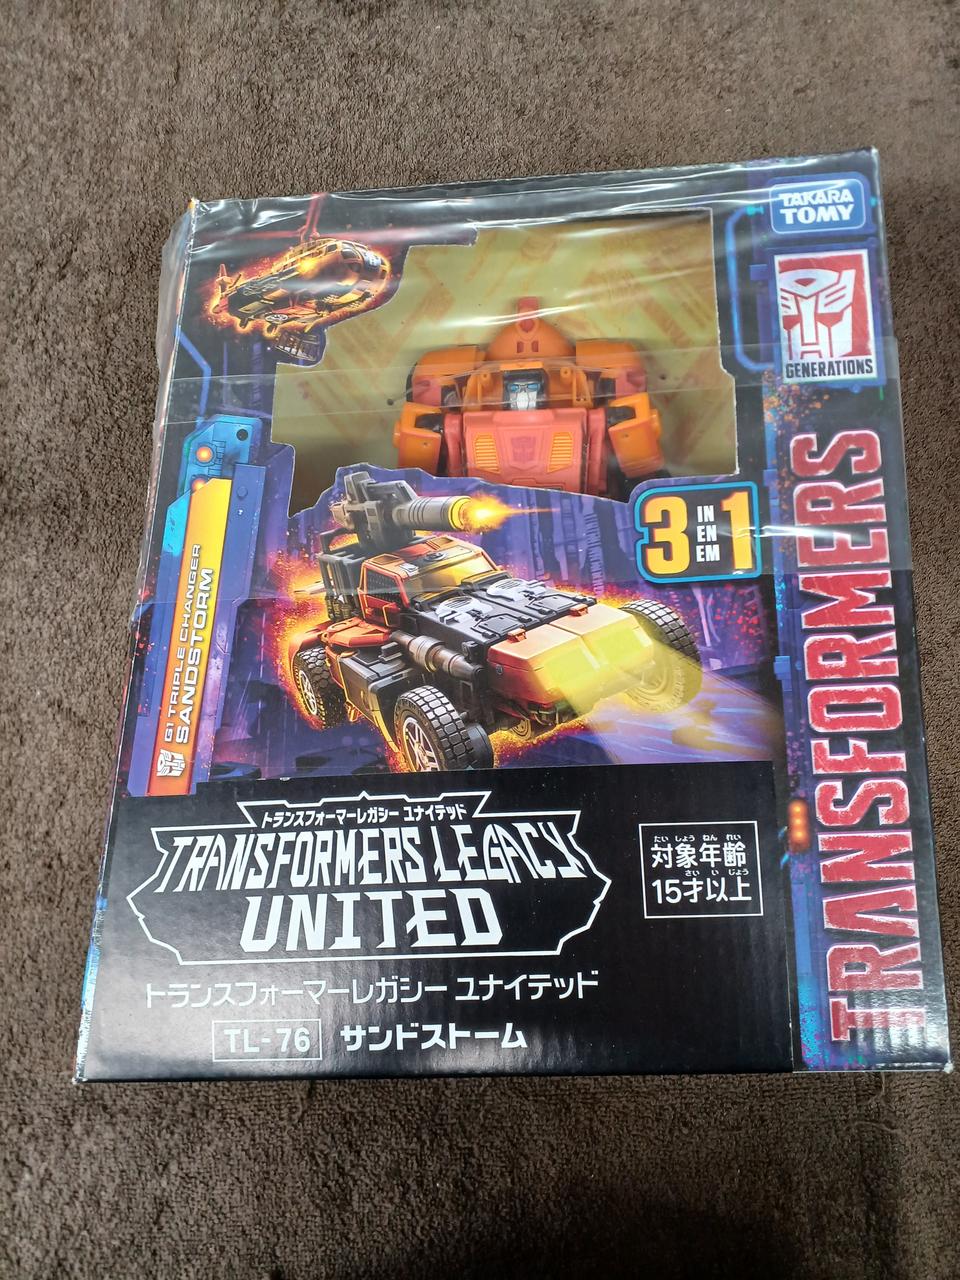 TAKARA
TOMY
GENERATIONS
TRANSFORMERS
3 IN EN EM 1
G1 TRIPLE CHANGER
SANDSTORM
トランスフォーマーレガシー ユナイテッド
TRANSFORMERS LEGACY
UNITED
たいしょうねんれい
対象年齢
さいいじょう
15才以上
トランスフォーマーレガシー ユナイテッド
TL-76 サンドストーム